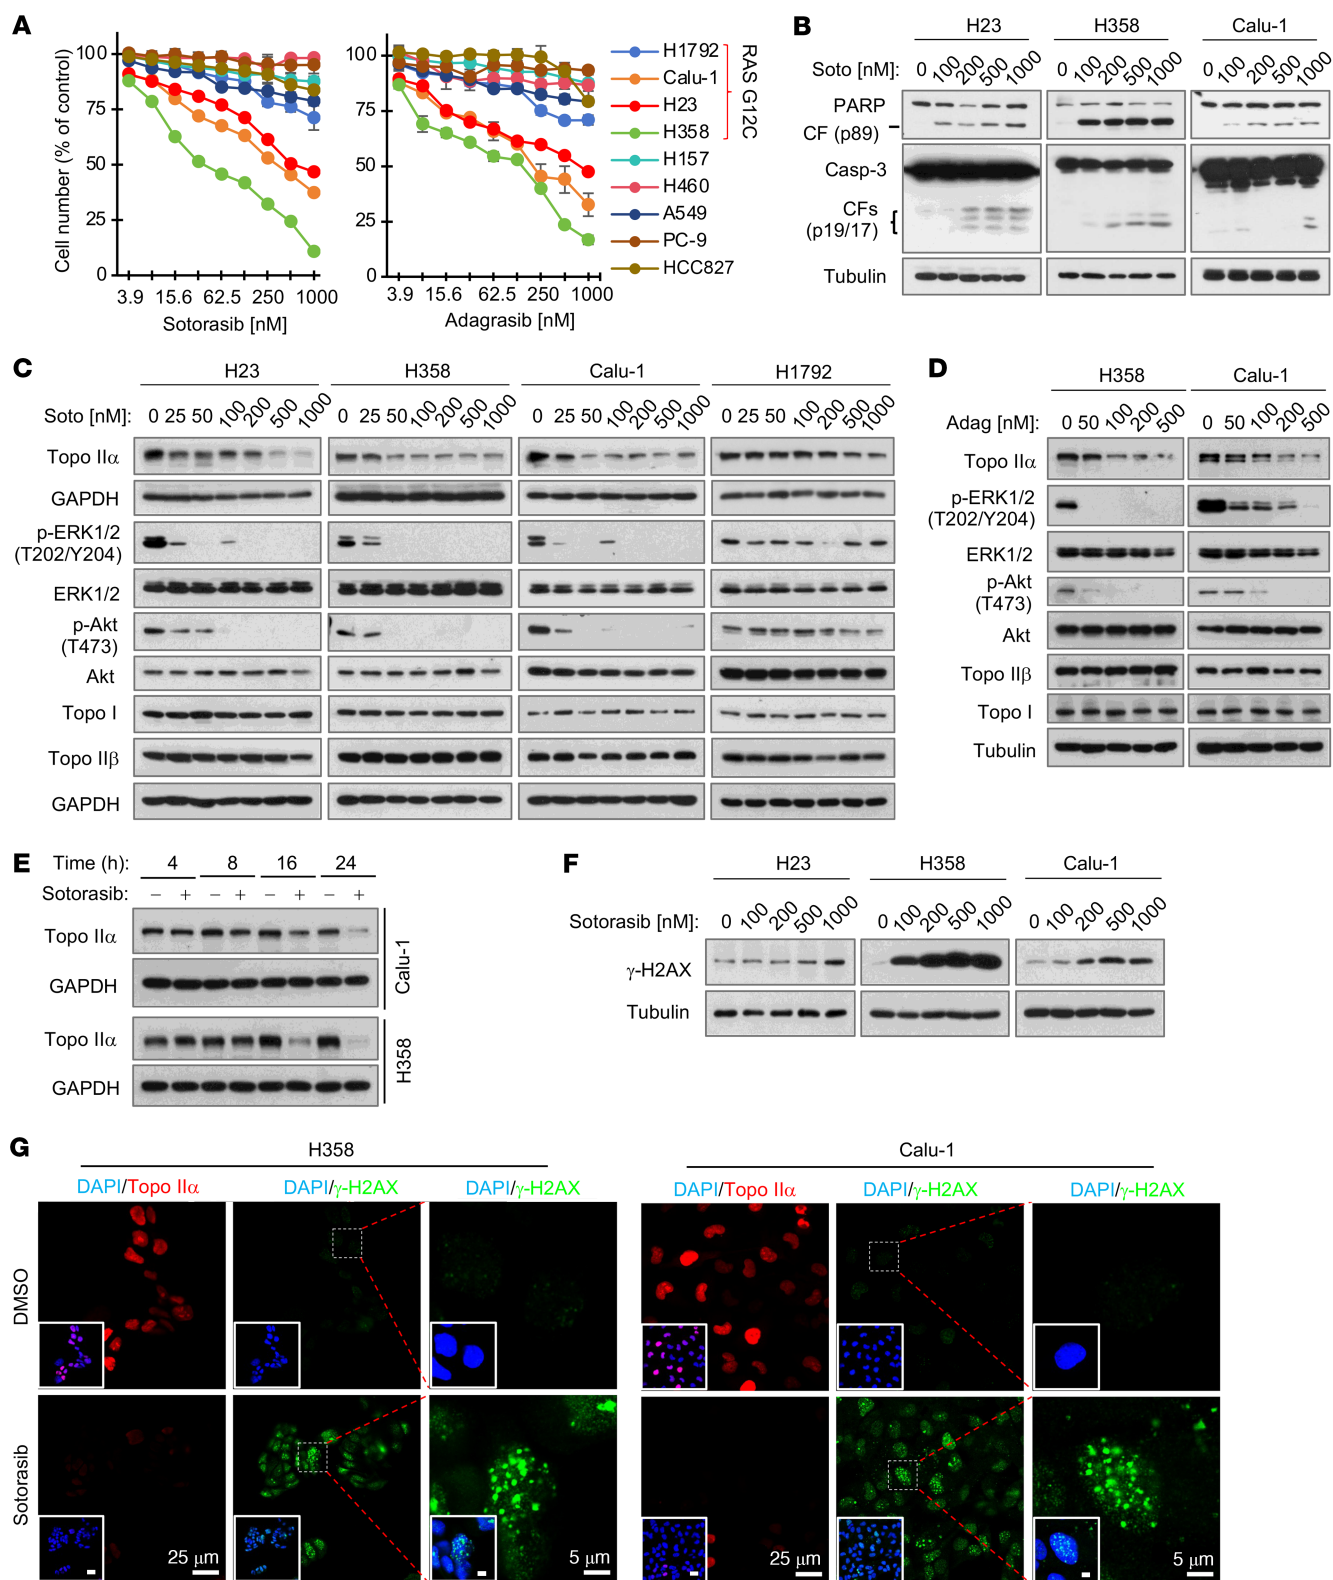 A
Cell number (% of control)
100
75
50
25
0
3.9 15.6 62.5 250 1000
Sotorasib [nM]
100
75
50
25
0
3.9 15.6 62.5 250 1000
Adagrasib [nM]
H1792
Calu-1
H23
H358
H157
H460
A549
PC-9
HCC827
RAS G12C
B
H23 H358 Calu-1
Soto [nM]: 0 100 200 500 1000 0 100 200 500 1000 0 100 200 500 1000
PARP
CF (p89)
Casp-3
CFs
(p19/17)
Tubulin
C
H23 H358 Calu-1 H1792
Soto [nM]: 0 25 50 100 200 500 1000 0 25 50 100 200 500 1000 0 25 50 100 200 500 1000 0 25 50 100 200 500 1000
Topo IIα
GAPDH
p-ERK1/2
(T202/Y204)
ERK1/2
p-Akt
(T473)
Akt
Topo I
Topo IIβ
GAPDH
D
H358 Calu-1
Adag [nM]: 0 50 100 200 500 0 50 100 200 500
Topo IIα
p-ERK1/2
(T202/Y204)
ERK1/2
p-Akt
(T473)
Akt
Topo IIβ
Topo I
Tubulin
E
Time (h): 4 8 16 24
Sotorasib: – + – + – + – +
Topo IIα
GAPDH
Calu-1
Topo IIα
GAPDH
H358
F
H23 H358 Calu-1
Sotorasib [nM]: 0 100 200 500 1000 0 100 200 500 1000 0 100 200 500 1000
γ-H2AX
Tubulin
G
H358 Calu-1
DAPI/Topo IIα DAPI/γ-H2AX DAPI/γ-H2AX DAPI/Topo IIα DAPI/γ-H2AX DAPI/γ-H2AX
DMSO
Sotorasib
25 μm 5 μm 25 μm 5 μm